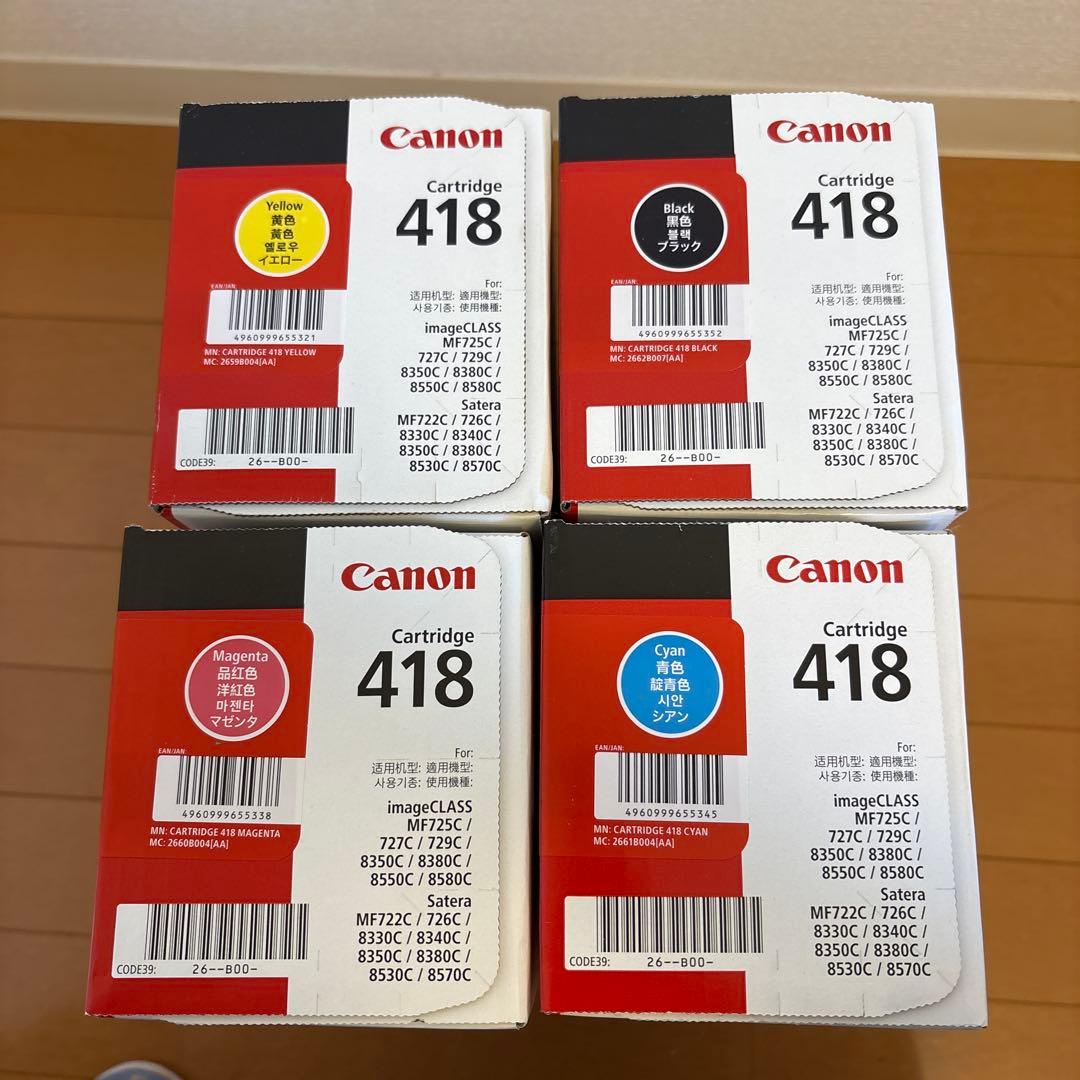 Canon
Cartridge
418
Yellow
黄色
黃色
옐로우
イエロー
EAN/JAN:
4960999655321
MN: CARTRIDGE 418 YELLOW
MC: 2659B004[AA]
For:
适用机型: 適用機型:
사용기종: 使用機種:
imageCLASS
MF725C /
727C / 729C /
8350C / 8380C /
8550C / 8580C
Satera
MF722C / 726C /
8330C / 8340C /
8350C / 8380C /
8530C / 8570C
CODE39:
26--B00-
Canon
Cartridge
418
Black
黑色
블랙
ブラック
EAN/JAN:
4960999655352
MN: CARTRIDGE 418 BLACK
MC: 2662B007[AA]
For:
适用机型: 適用機型:
사용기종: 使用機種:
imageCLASS
MF725C /
727C / 729C /
8350C / 8380C /
8550C / 8580C
Satera
MF722C / 726C /
8330C / 8340C /
8350C / 8380C /
8530C / 8570C
CODE39:
26--B00-
Canon
Cartridge
418
Magenta
品红色
洋紅色
마젠타
マゼンタ
EAN/JAN:
4960999655338
MN: CARTRIDGE 418 MAGENTA
MC: 2660B004[AA]
For:
适用机型: 適用機型:
사용기종: 使用機種:
imageCLASS
MF725C /
727C / 729C /
8350C / 8380C /
8550C / 8580C
Satera
MF722C / 726C /
8330C / 8340C /
8350C / 8380C /
8530C / 8570C
CODE39:
26--B00-
Canon
Cartridge
418
Cyan
青色
靛青色
시안
シアン
EAN/JAN:
4960999655345
MN: CARTRIDGE 418 CYAN
MC: 2661B004[AA]
For:
适用机型: 適用機型:
사용기종: 使用機種:
imageCLASS
MF725C /
727C / 729C /
8350C / 8380C /
8550C / 8580C
Satera
MF722C / 726C /
8330C / 8340C /
8350C / 8380C /
8530C / 8570C
CODE39:
26--B00-